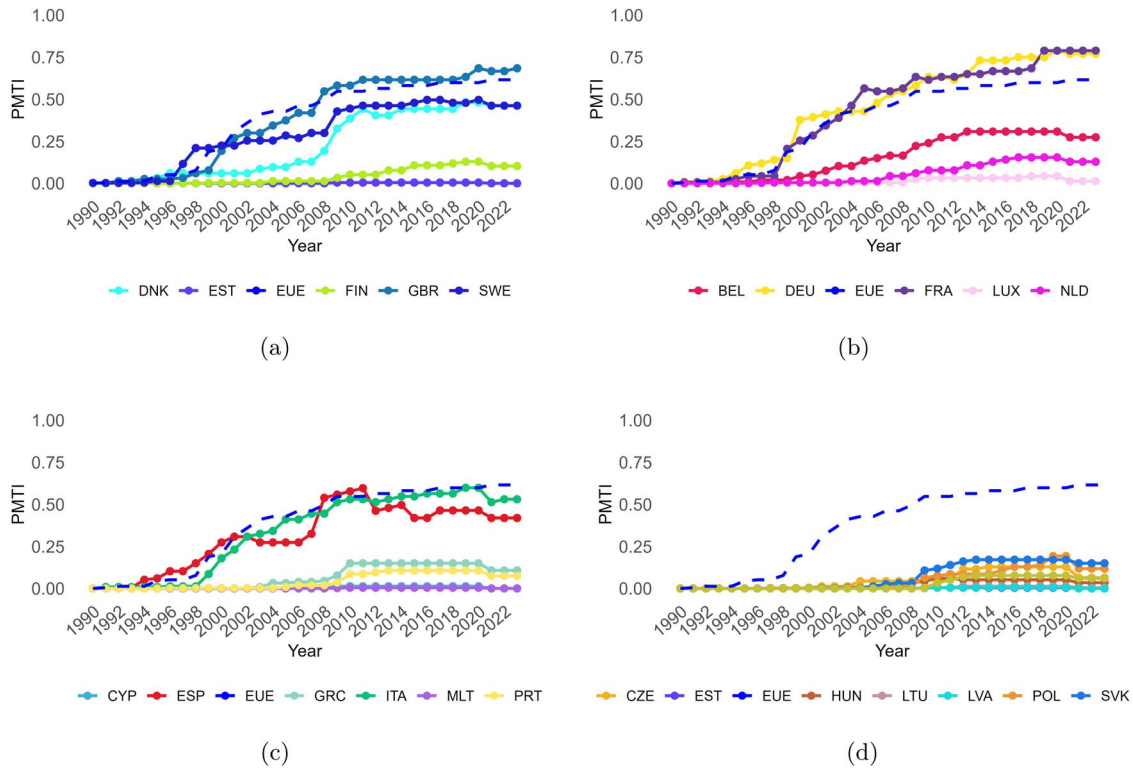 1.00
0.75
0.50
0.25
0.00
PMTI
1990 1992 1994 1996 1998 2000 2002 2004 2006 2008 2010 2012 2014 2016 2018 2020 2022
Year
DNK EST EUE FIN GBR SWE
(a)
1.00
0.75
0.50
0.25
0.00
PMTI
1990 1992 1994 1996 1998 2000 2002 2004 2006 2008 2010 2012 2014 2016 2018 2020 2022
Year
BEL DEU EUE FRA LUX NLD
(b)
1.00
0.75
0.50
0.25
0.00
PMTI
1990 1992 1994 1996 1998 2000 2002 2004 2006 2008 2010 2012 2014 2016 2018 2020 2022
Year
CYP ESP EUE GRC ITA MLT PRT
(c)
1.00
0.75
0.50
0.25
0.00
PMTI
1990 1992 1994 1996 1998 2000 2002 2004 2006 2008 2010 2012 2014 2016 2018 2020 2022
Year
CZE EST EUE HUN LTU LVA POL SVK
(d)